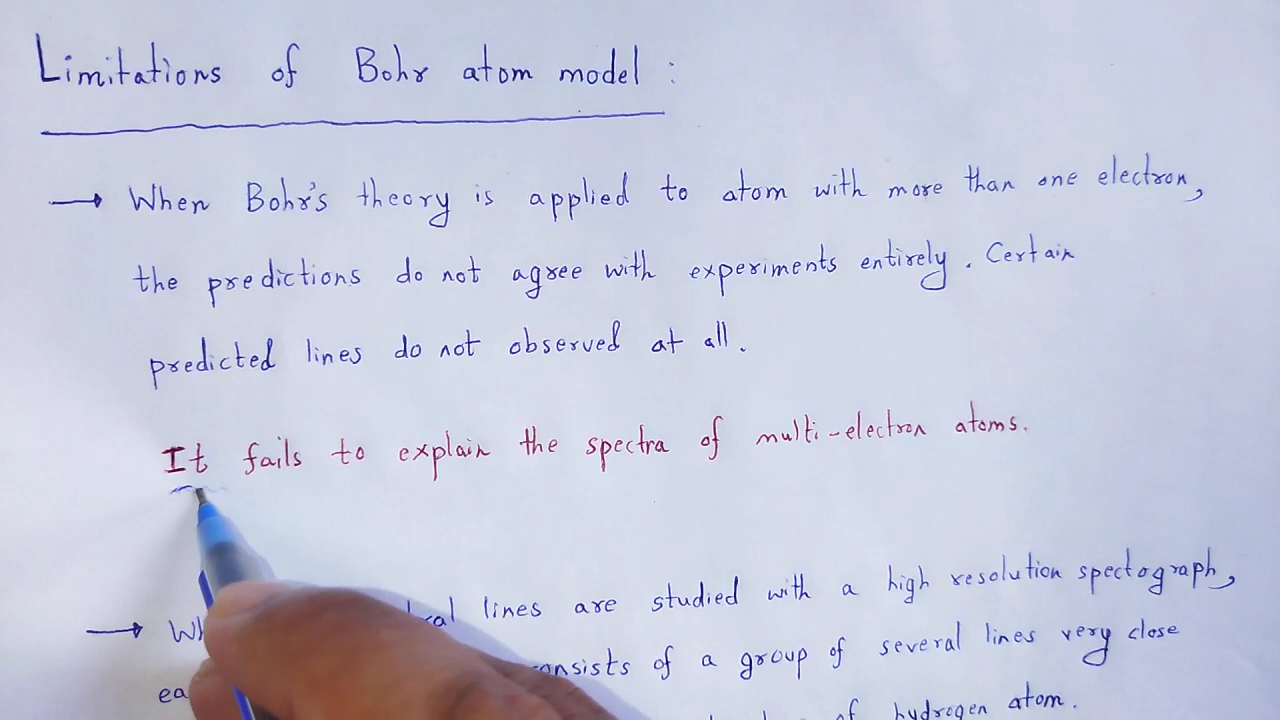 Limitations of Bohr atom model :
→ When Bohr's theory is applied to atom with more than one electron,
the predictions do not agree with experiments entirely. Certain
predicted lines do not observed at all.
It fails to explain the spectra of multi-electron atoms.
→ lines are studied with a high resolution spectograph,
consists of a group of several lines very close
of hydrogen atom.